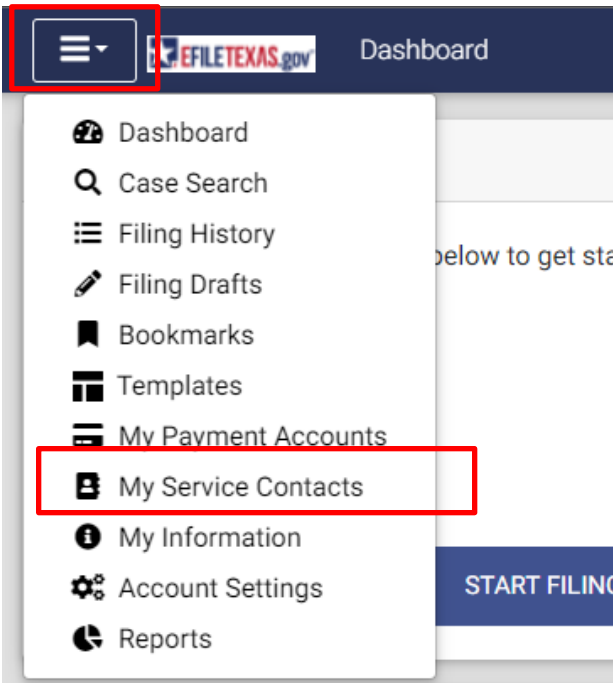 EFILETEXAS.gov Dashboard
Dashboard
Case Search
Filing History
below to get sta
Filing Drafts
Bookmarks
Templates
My Payment Accounts
My Service Contacts
My Information
Account Settings
START FILING
Reports